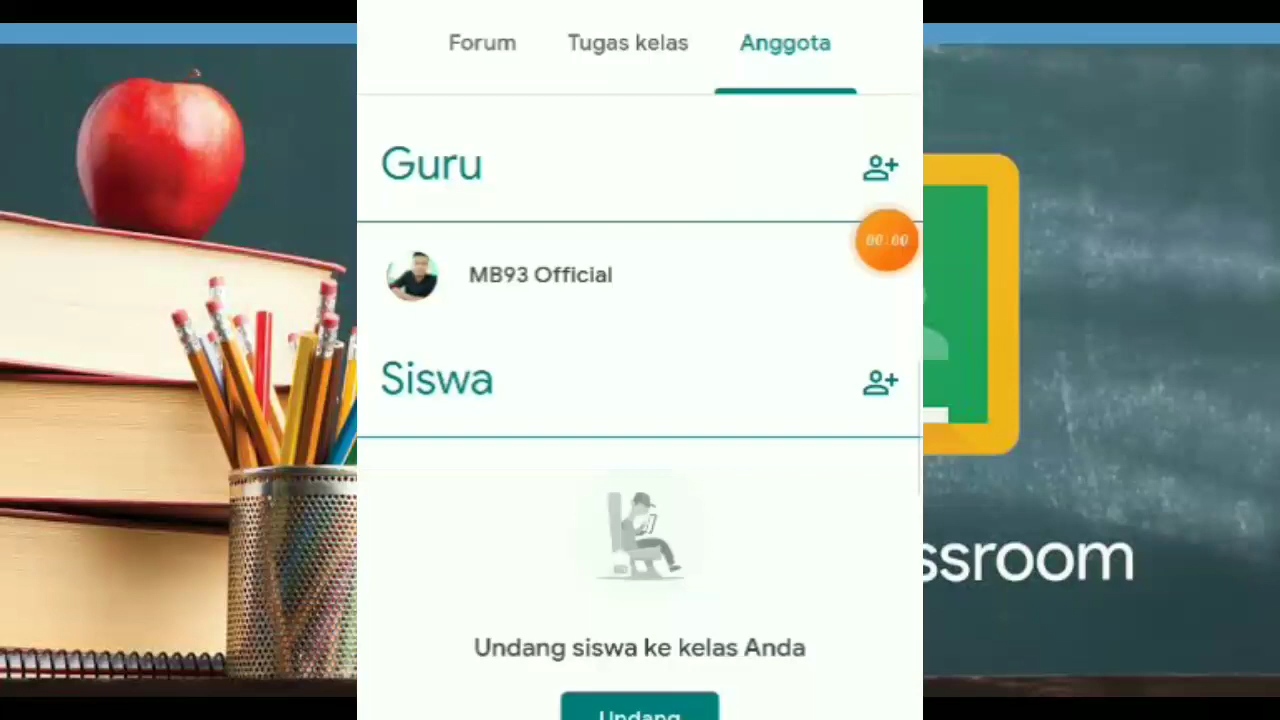 Forum Tugas kelas Anggota
Guru
00:00
MB93 Official
Siswa
ssroom
Undang siswa ke kelas Anda
Undang